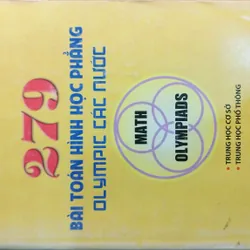 279
BÀI TOÁN HÌNH HỌC PHẲNG
OLYMPIC CÁC NƯỚC
MATH
OLYMPIADS
• TRUNG HỌC CƠ SỞ
• TRUNG HỌC PHỔ THÔNG